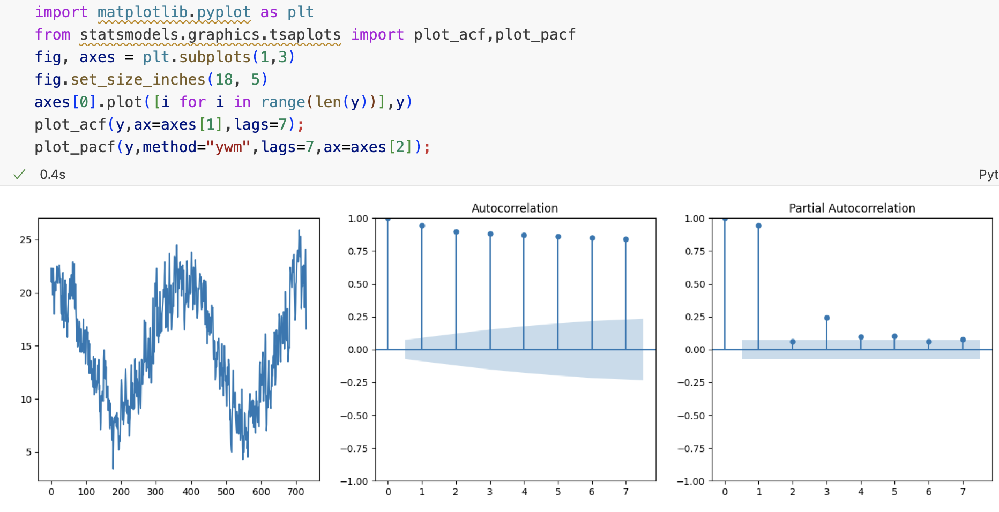 import matplotlib.pyplot as plt
from statsmodels.graphics.tsaplots import plot_acf,plot_pacf
fig, axes = plt.subplots(1,3)
fig.set_size_inches(18, 5)
axes[0].plot([i for i in range(len(y))],y)
plot_acf(y,ax=axes[1],lags=7);
plot_pacf(y,method="ywm",lags=7,ax=axes[2]);
0.4s
Pyt
25
20
15
10
5
0 100 200 300 400 500 600 700
Autocorrelation
1.00
0.75
0.50
0.25
0.00
−0.25
−0.50
−0.75
−1.00
0 1 2 3 4 5 6 7
Partial Autocorrelation
1.00
0.75
0.50
0.25
0.00
−0.25
−0.50
−0.75
−1.00
0 1 2 3 4 5 6 7